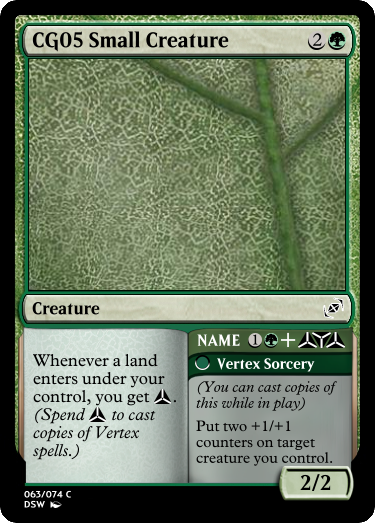 CG05 Small Creature 2
Creature
Whenever a land
enters under your
control, you get .
(Spend to cast
copies of Vertex
spells.)
NAME 1 +
Vertex Sorcery
(You can cast copies of
this while in play)
Put two +1/+1
counters on target
creature you control.
2/2
063/074 C
DSW